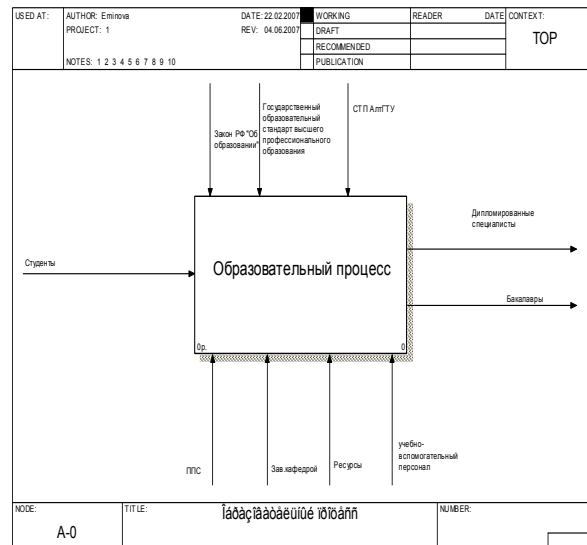 USED AT:
AUTHOR: Eminova
DATE: 22.02.2007
WORKING
READER
DATE
CONTEXT:
PROJECT: 1
REV: 04.06.2007
DRAFT
TOP
RECOMMENDED
NOTES: 1 2 3 4 5 6 7 8 9 10
PUBLICATION
Закон РФ "Об
образовании"
Государственный
образовательный
стандарт высшего
профессионального
образования
СТП АлтГТУ
Студенты
Образовательный процесс
0р.
0
Дипломированные
специалисты
Бакалавры
ППС
Зав.кафедрой
Ресурсы
учебно-
вспомогательный
персонал
NODE:
A-0
TITLE:
Îáðàçîâàòåëüíûé ïðîöåññ
NUMBER: